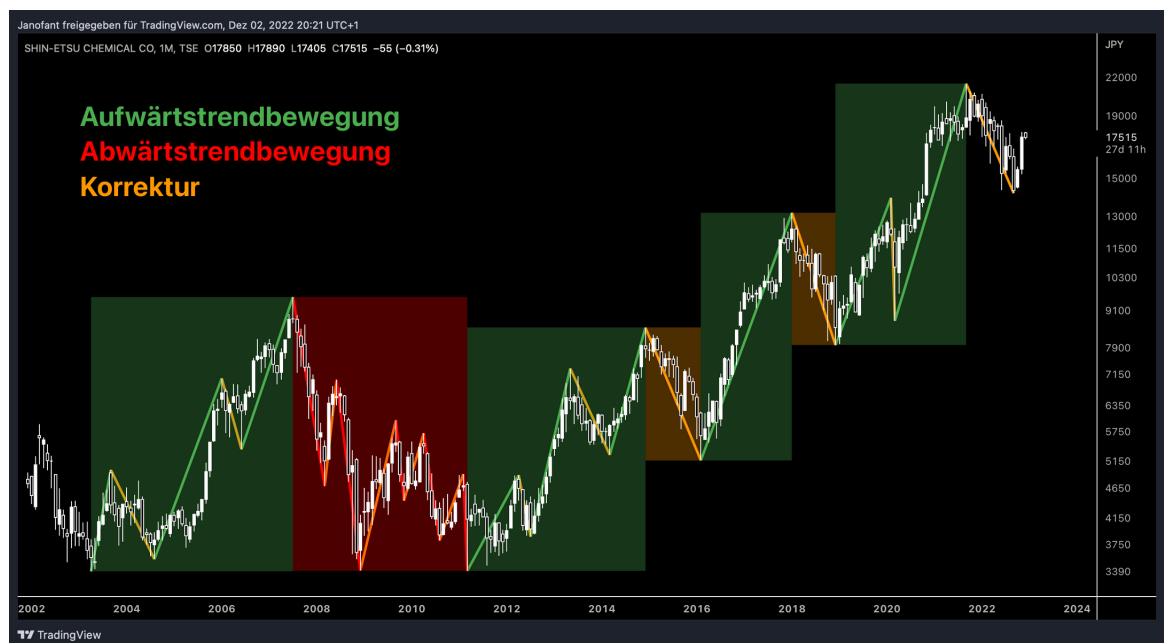 Janofant freigegeben für TradingView.com, Dez 02, 2022 20:21 UTC+1
SHIN-ETSU CHEMICAL CO, 1M, TSE O17850 H17890 L17405 C17515 −55 (−0.31%)
JPY
Aufwärtstrendbewegung
Abwärtstrendbewegung
Korrektur
22000
19000
17515
27d 11h
15000
13000
11500
10300
9100
7900
7150
6350
5750
5150
4650
4150
3750
3390
2002 2004 2006 2008 2010 2012 2014 2016 2018 2020 2022 2024
TradingView